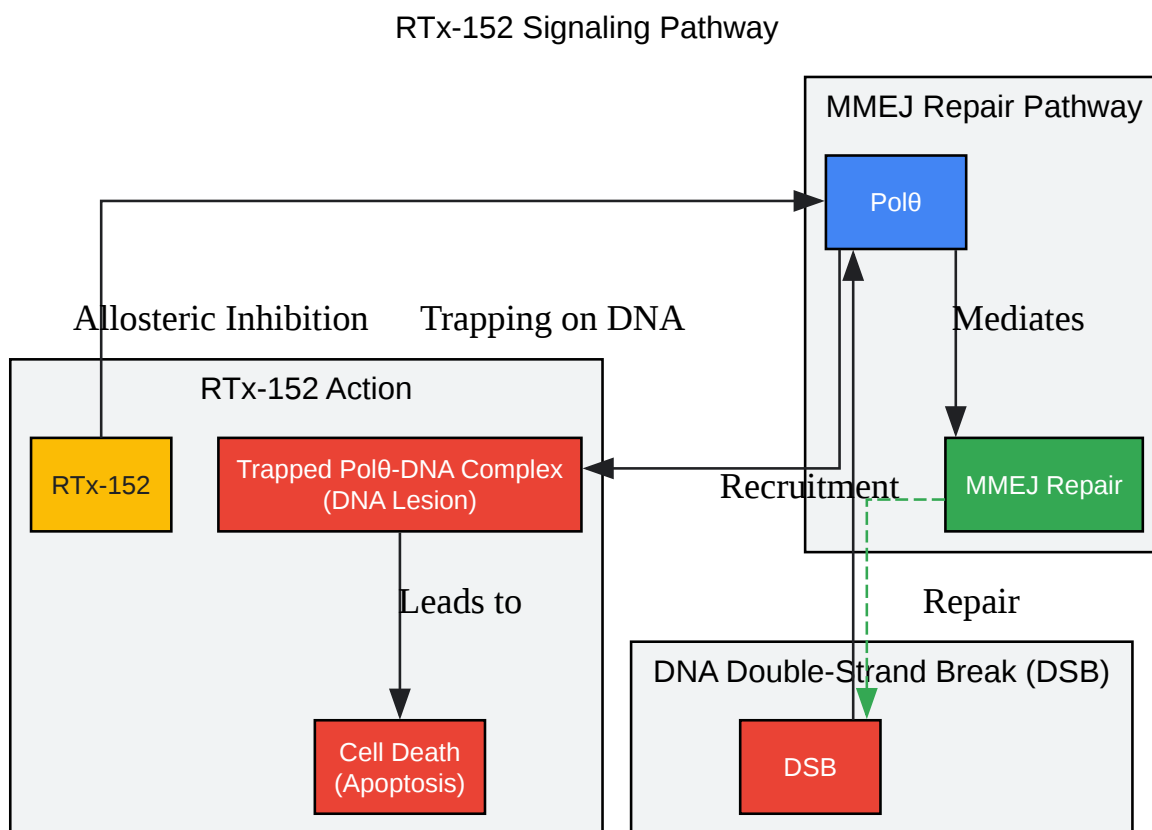 RTx-152 Signaling Pathway
MMEJ Repair Pathway
Polθ
Allosteric Inhibition
Trapping on DNA
Mediates
RTx-152 Action
RTx-152
Trapped Polθ-DNA Complex
(DNA Lesion)
Recruitment
MMEJ Repair
Leads to
Repair
DNA Double-Strand Break (DSB)
Cell Death
(Apoptosis)
DSB